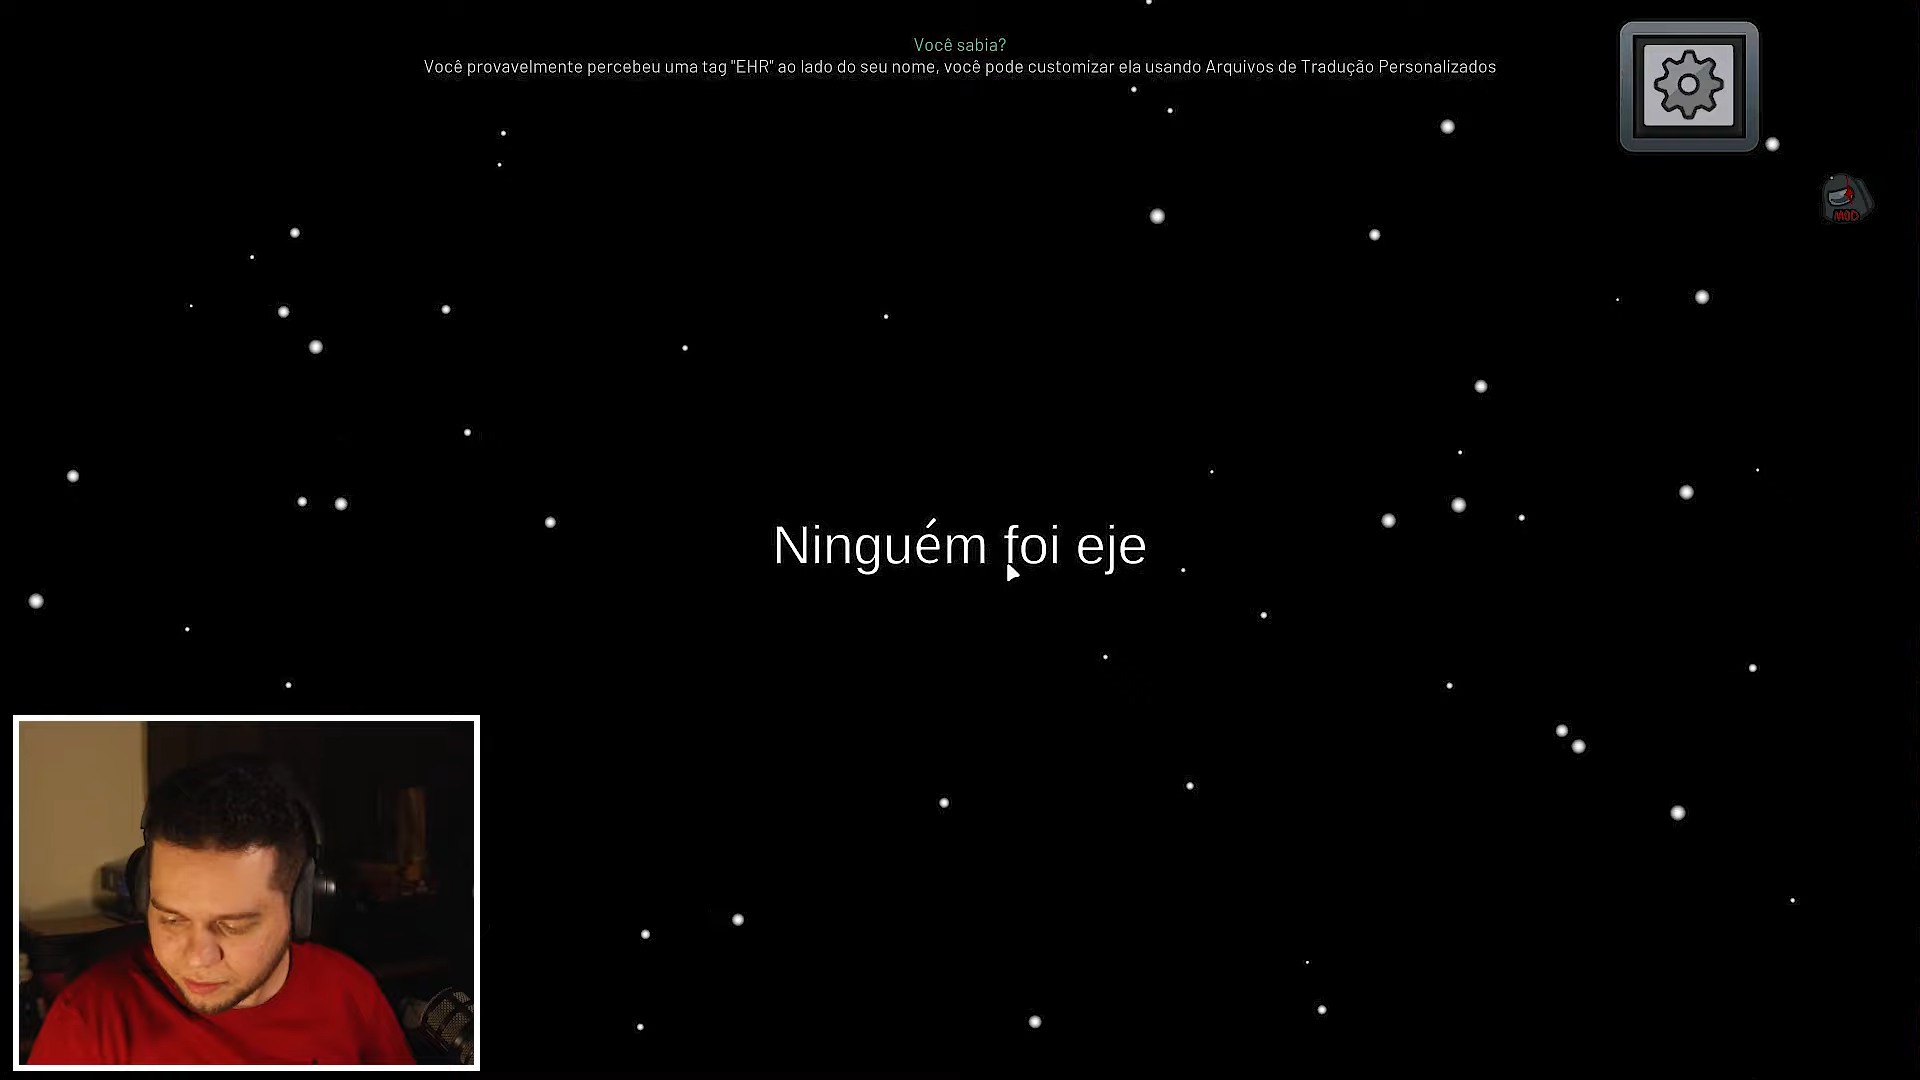 Você sabia?
Você provavelmente percebeu uma tag "EHR" ao lado do seu nome, você pode customizar ela usando Arquivos de Tradução Personalizados
MOD
Ninguém foi eje